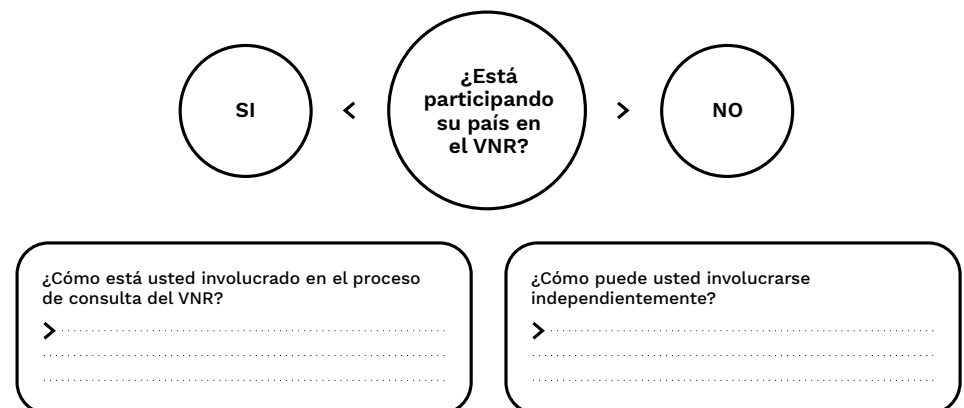 ¿Está
participando
su país en
el VNR?
SI
<
>
NO
¿Cómo está usted involucrado en el proceso
de consulta del VNR?
>
¿Cómo puede usted involucrarse
independientemente?
>